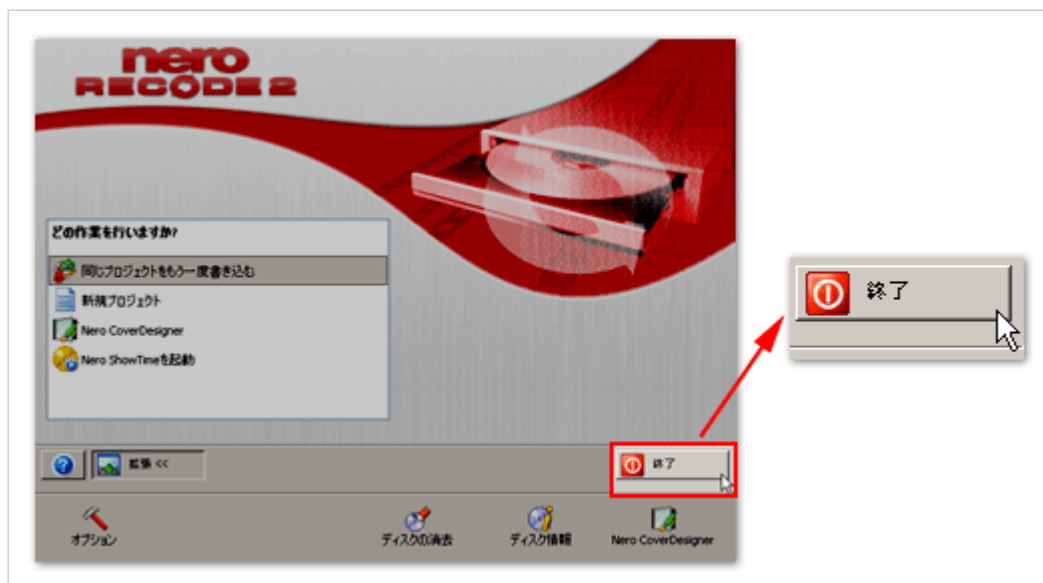 nero
RECODE 2
どの作業を行いますか?
同じプロジェクトをもう一度書き込む
新規プロジェクト
Nero CoverDesigner
Nero ShowTimeを起動
拡張 <<
終了
終了
オプション
ディスクの消去
ディスク情報
Nero CoverDesigner